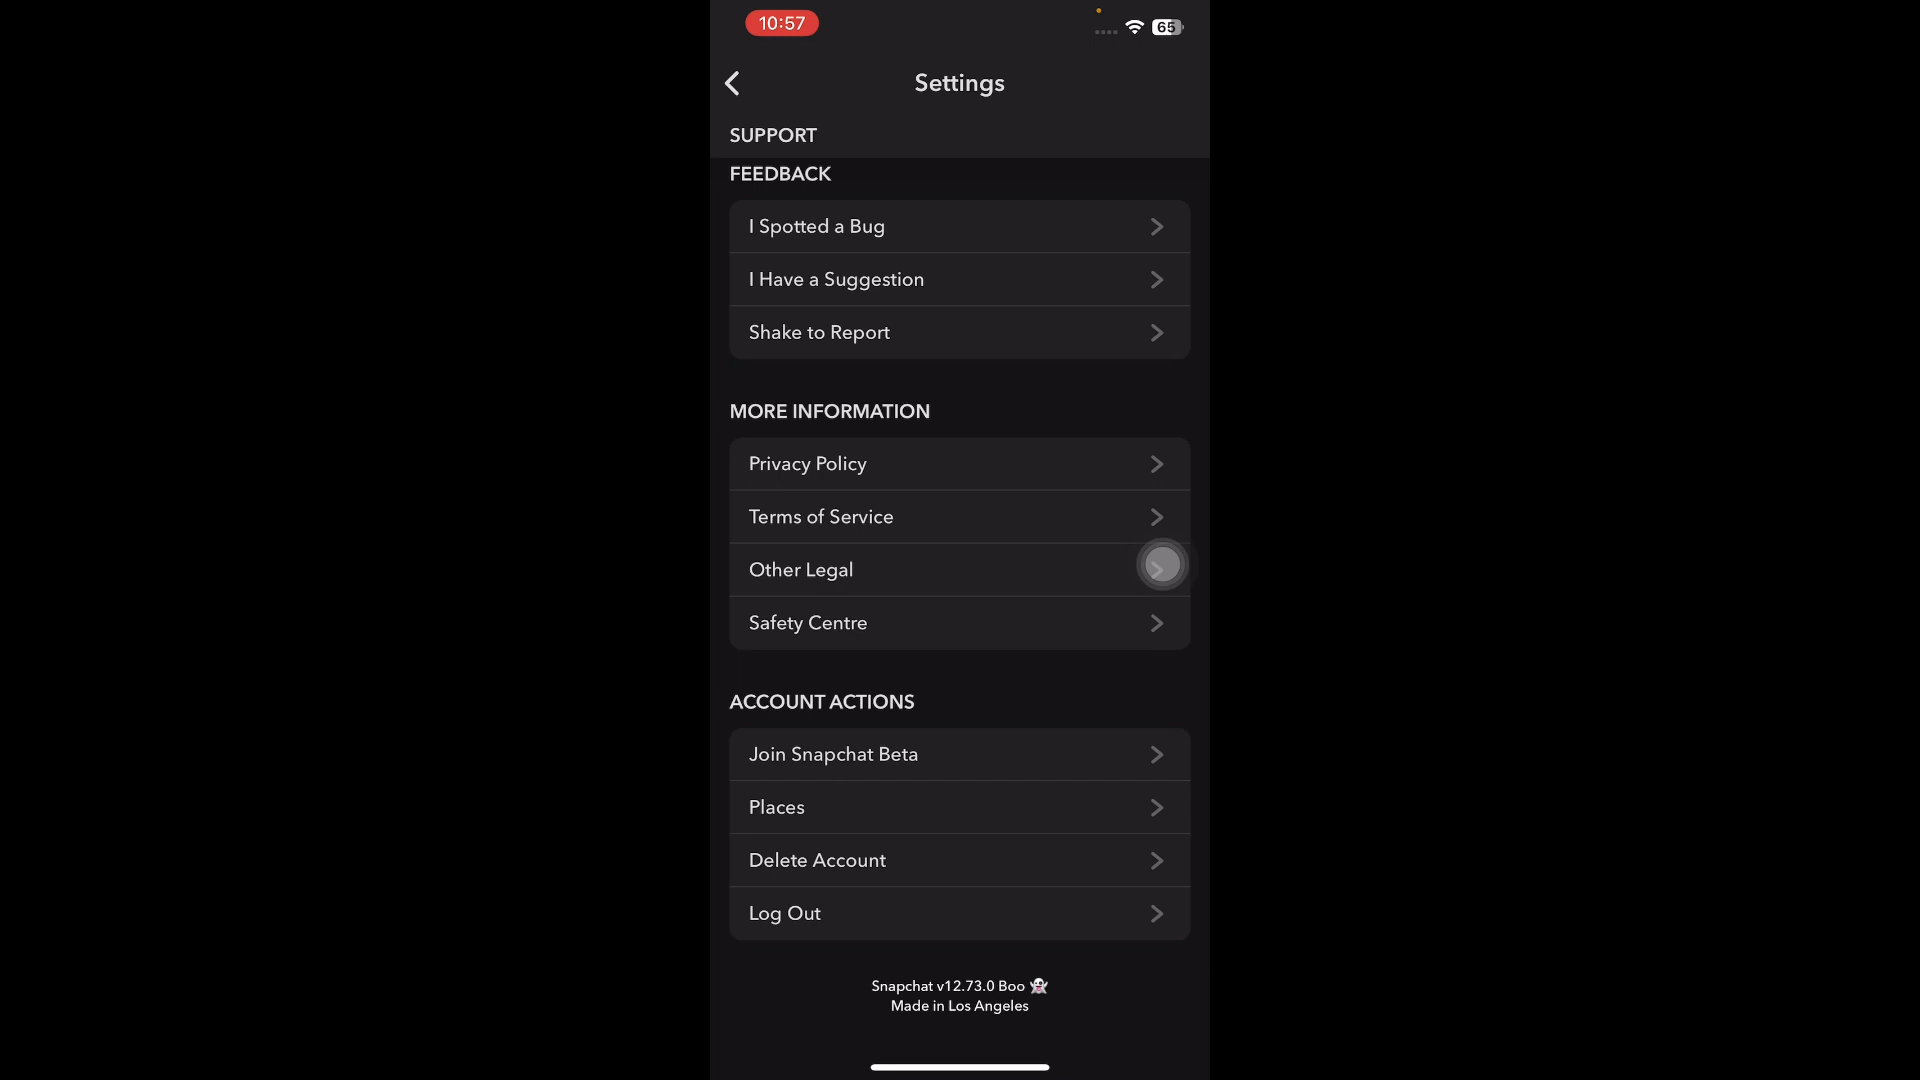 10:57
65
Settings
SUPPORT
FEEDBACK
I Spotted a Bug
I Have a Suggestion
Shake to Report
MORE INFORMATION
Privacy Policy
Terms of Service
Other Legal
Safety Centre
ACCOUNT ACTIONS
Join Snapchat Beta
Places
Delete Account
Log Out
Snapchat v12.73.0 Boo 👻
Made in Los Angeles